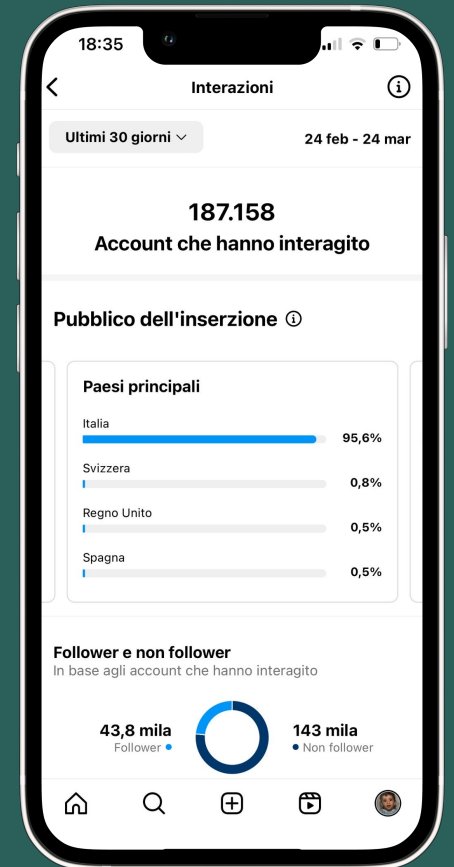 18:35
Interazioni
Ultimi 30 giorni
24 feb - 24 mar
187.158
Account che hanno interagito
Pubblico dell'inserzione
Paesi principali
Italia
95,6%
Svizzera
0,8%
Regno Unito
0,5%
Spagna
0,5%
Follower e non follower
In base agli account che hanno interagito
43,8 mila
Follower
143 mila
Non follower